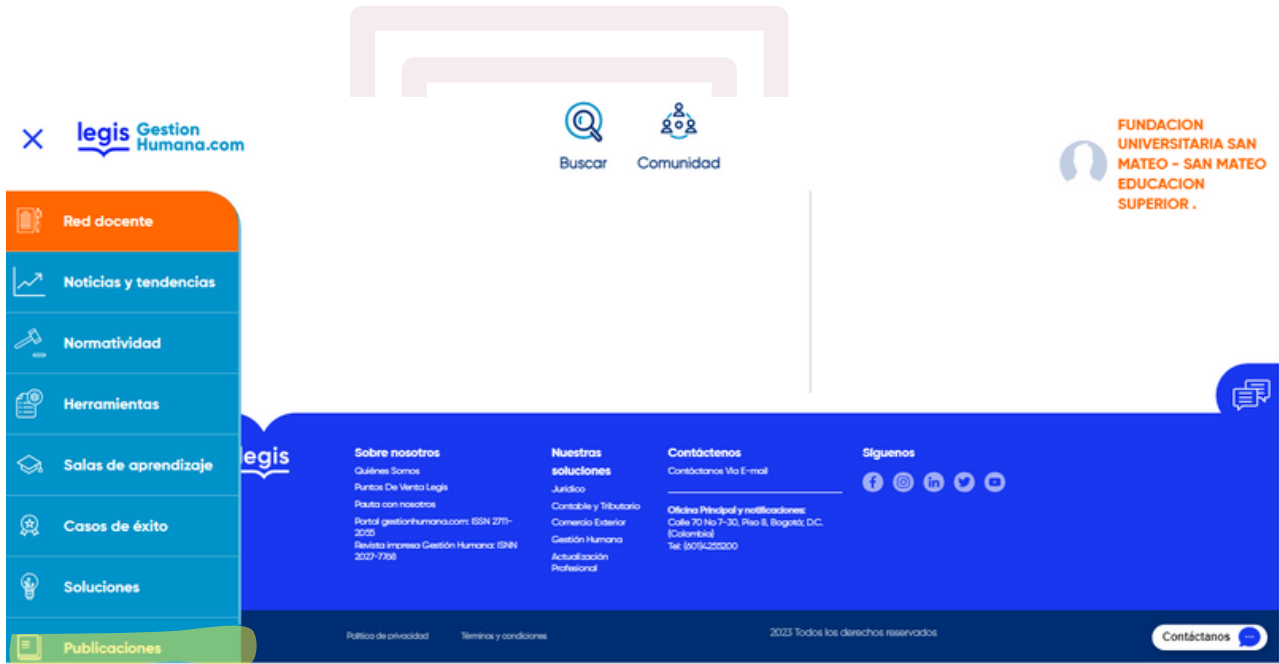 legis Gestion
Humana.com
Buscar
Comunidad
FUNDACION
UNIVERSITARIA SAN
MATEO - SAN MATEO
EDUCACION
SUPERIOR .
Red docente
Noticias y tendencias
Normatividad
Herramientas
Salas de aprendizaje
Casos de éxito
Soluciones
Publicaciones
legis
Sobre nosotros
Quiénes Somos
Puntos De Venta Legis
Pauta con nosotros
Portal gestionhumana.com: ISSN 2711-
2055
Revista impresa Gestión Humana: ISNN
2027-7768
Nuestras
soluciones
Jurídico
Contable y Tributario
Comercio Exterior
Gestión Humana
Actualización
Profesional
Contáctenos
Contáctanos Vía E-mail
Oficina Principal y notificaciones:
Calle 70 No 7-30, Piso 8, Bogotá; D.C.
(Colombia)
Tel: (601)4255200
Síguenos
Política de privacidad
Términos y condiciones
2023 Todos los derechos reservados
Contáctanos